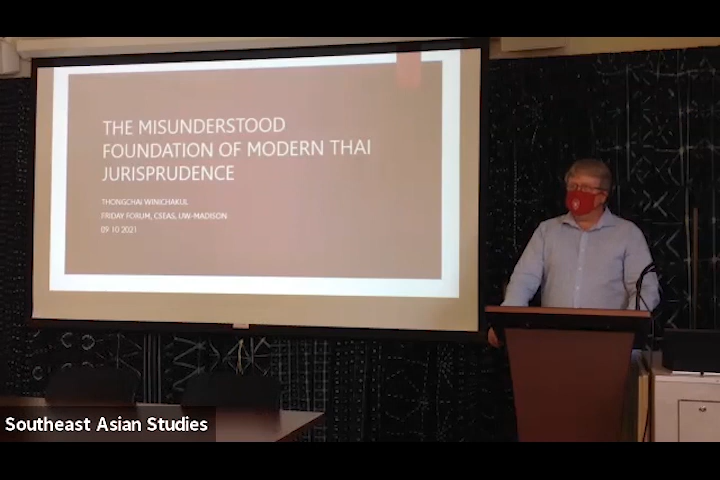 THE MISUNDERSTOOD
FOUNDATION OF MODERN THAI
JURISPRUDENCE
THONGCHAI WINICHAKUL
FRIDAY FORUM, CSEAS, UW-MADISON
09 10 2021
Southeast Asian Studies